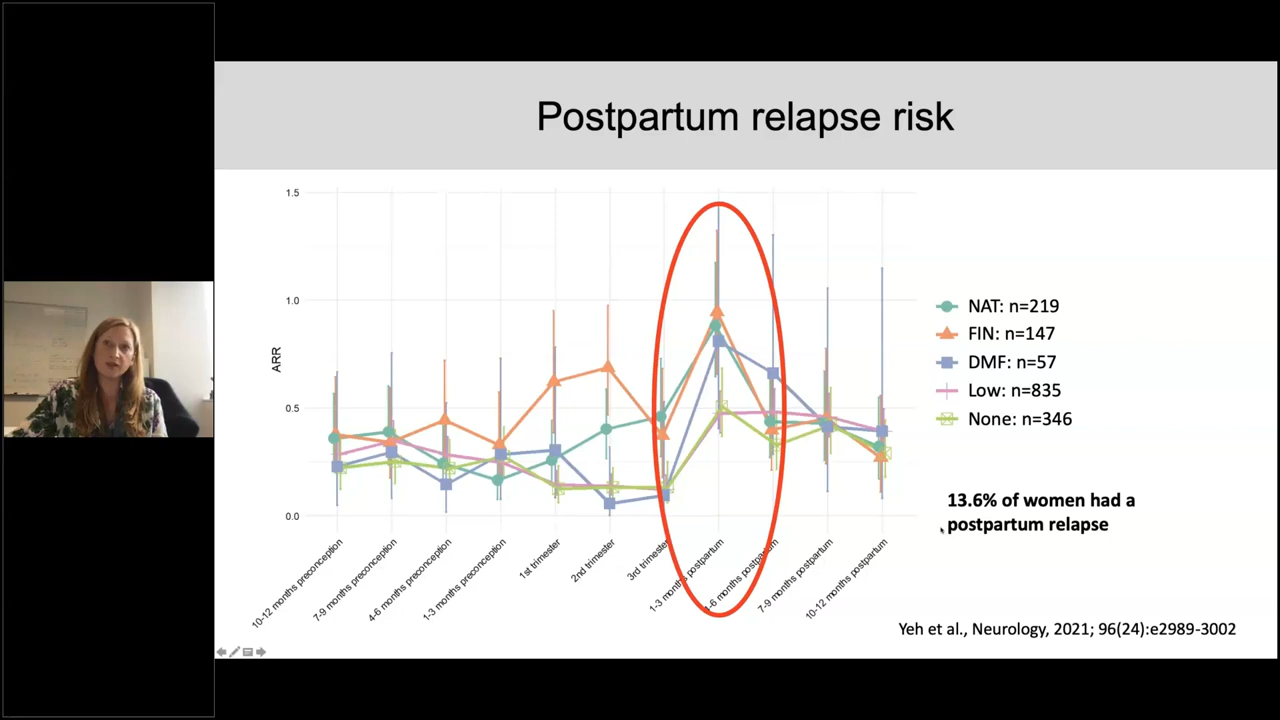 Postpartum relapse risk
1.5
1.0
0.5
0.0
ARR
10-12 months preconception
7-9 months preconception
4-6 months preconception
1-3 months preconception
1st trimester
2nd trimester
3rd trimester
1-3 months postpartum
4-6 months postpartum
7-9 months postpartum
10-12 months postpartum
NAT: n=219
FIN: n=147
DMF: n=57
Low: n=835
None: n=346
13.6% of women had a
postpartum relapse
Yeh et al., Neurology, 2021; 96(24):e2989-3002